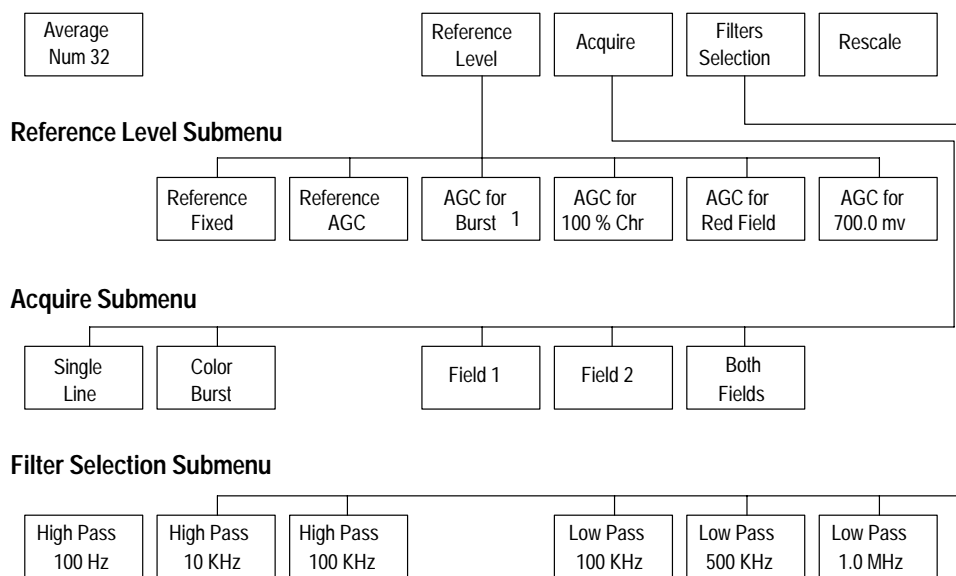 Average
Num 32
Reference
Level
Acquire
Filters
Selection
Rescale
Reference Level Submenu
Reference
Fixed
Reference
AGC
AGC for
Burst 1
AGC for
100 % Chr
AGC for
Red Field
AGC for
700.0 mv
Acquire Submenu
Single
Line
Color
Burst
Field 1
Field 2
Both
Fields
Filter Selection Submenu
High Pass
100 Hz
High Pass
10 KHz
High Pass
100 KHz
Low Pass
100 KHz
Low Pass
500 KHz
Low Pass
1.0 MHz